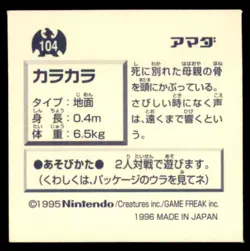 104
アマダ
カラカラ
タイプ：地面
身　長：0.4m
体　重：6.5kg
死に別れた母親の骨
を頭にかぶっている。
さびしい時になく声
は、遠くまで響くとい
う。
●あそびかた● 2人対戦で遊びます。
(くわしくは、パッケージのウラを見てネ)
©1995 Nintendo/Creatures inc./GAME FREAK inc.
1996 MADE IN JAPAN